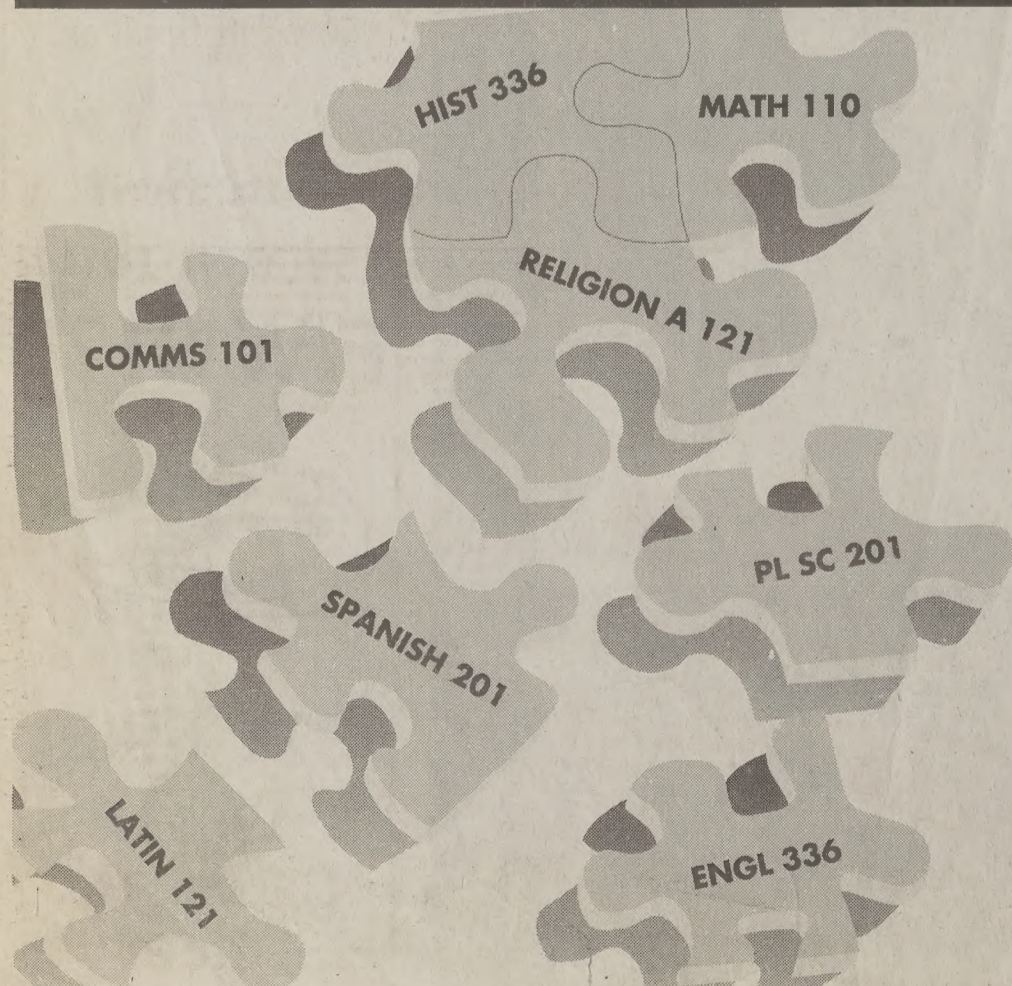 HIST 336
MATH 110
RELIGION A 121
COMMS 101
PL SC 201
SPANISH 201
ENGL 336
LATIN 121